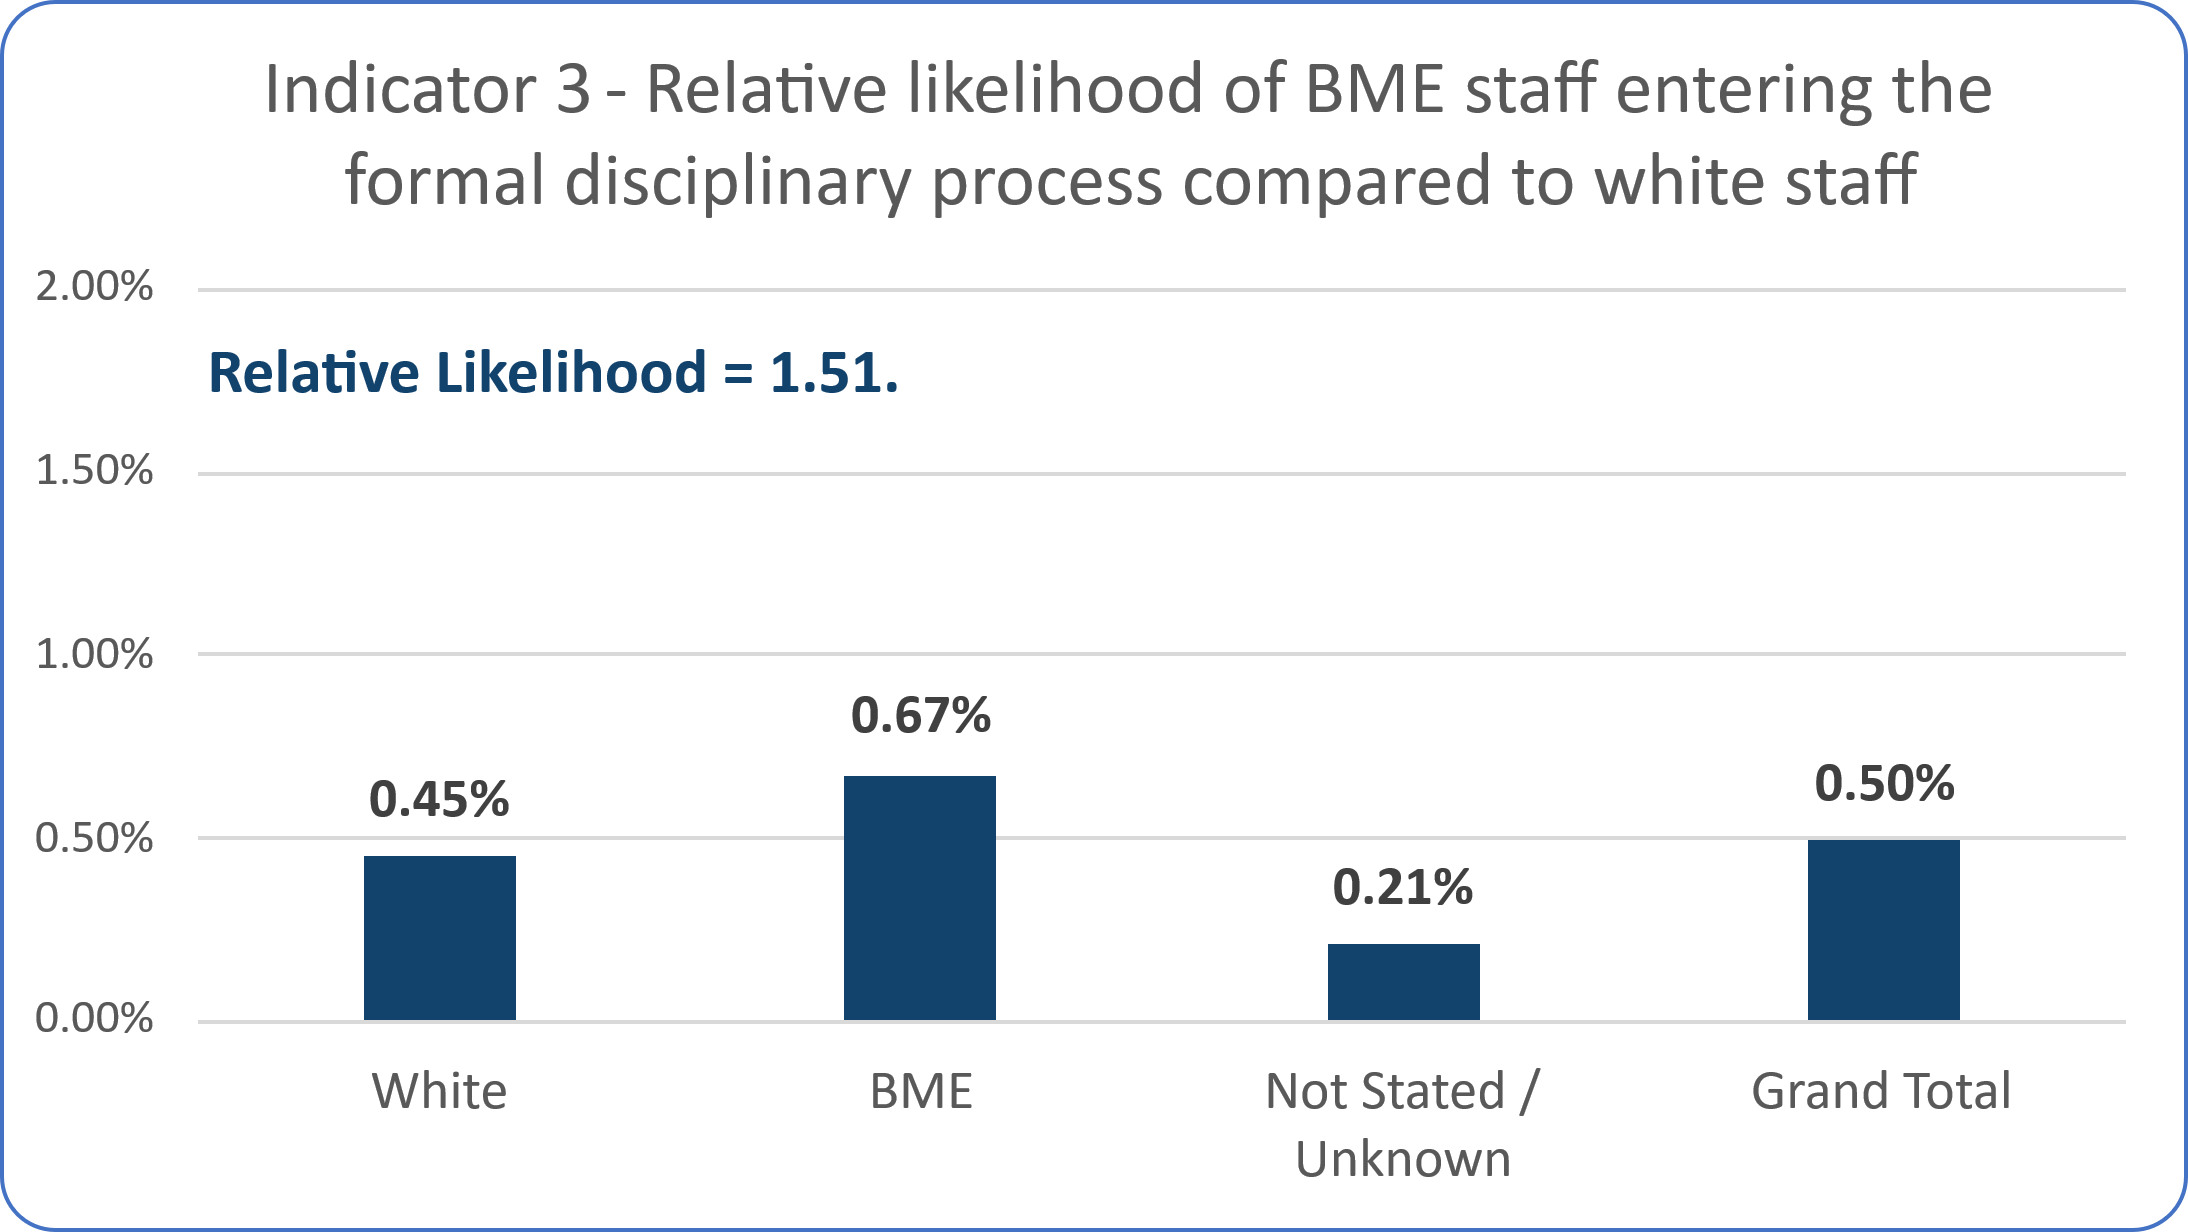 Indicator 3 - Relative likelihood of BME staff entering the
formal disciplinary process compared to white staff
2.00%
Relative Likelihood = 1.51.
1.50%
1.00%
0.67%
0.45%
0.50%
0.50%
0.21%
0.00%
White
BME
Not Stated /
Unknown
Grand Total